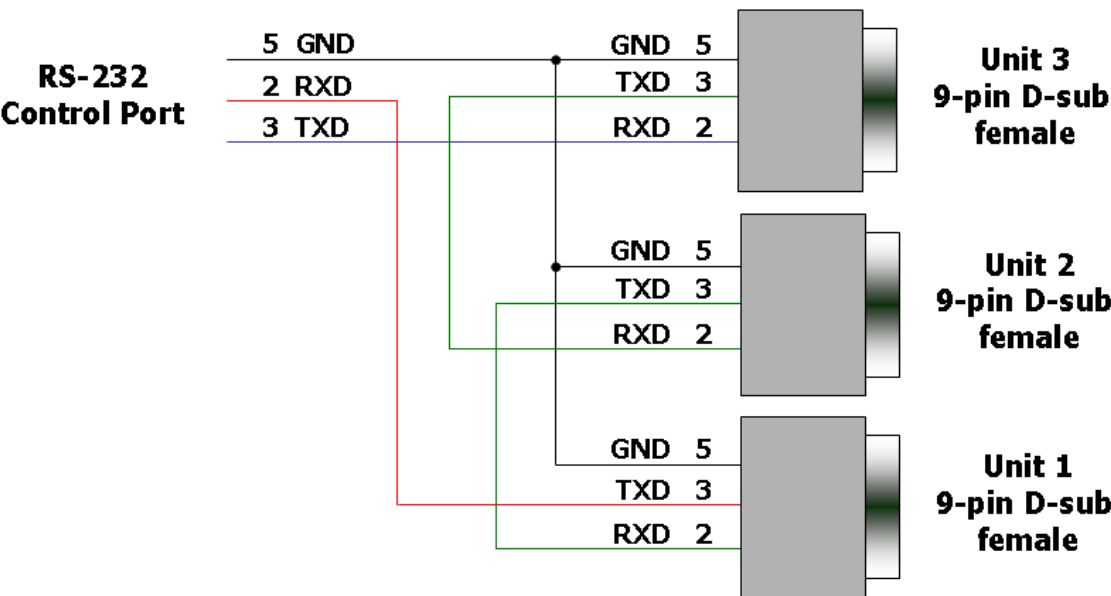 RS-232
Control Port
5 GND
2 RXD
3 TXD
GND 5
TXD 3
RXD 2
Unit 3
9-pin D-sub
female
GND 5
TXD 3
RXD 2
Unit 2
9-pin D-sub
female
GND 5
TXD 3
RXD 2
Unit 1
9-pin D-sub
female